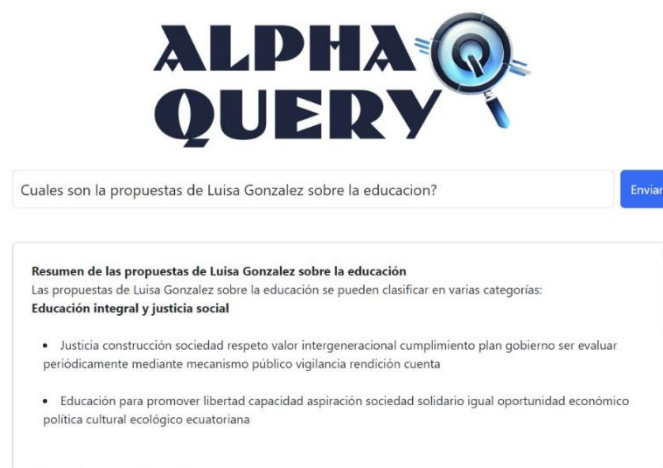 ALPHA
QUERY
Cuales son la propuestas de Luisa Gonzalez sobre la educacion?
Enviar
Resumen de las propuestas de Luisa Gonzalez sobre la educación
Las propuestas de Luisa Gonzalez sobre la educación se pueden clasificar en varias categorías:
Educación integral y justicia social
• Justicia construcción sociedad respeto valor intergeneracional cumplimiento plan gobierno ser evaluar
periódicamente mediante mecanismo público vigilancia rendición cuenta
• Educación para promover libertad capacidad aspiración sociedad solidario igual oportunidad económico
política cultural ecológico ecuatoriana